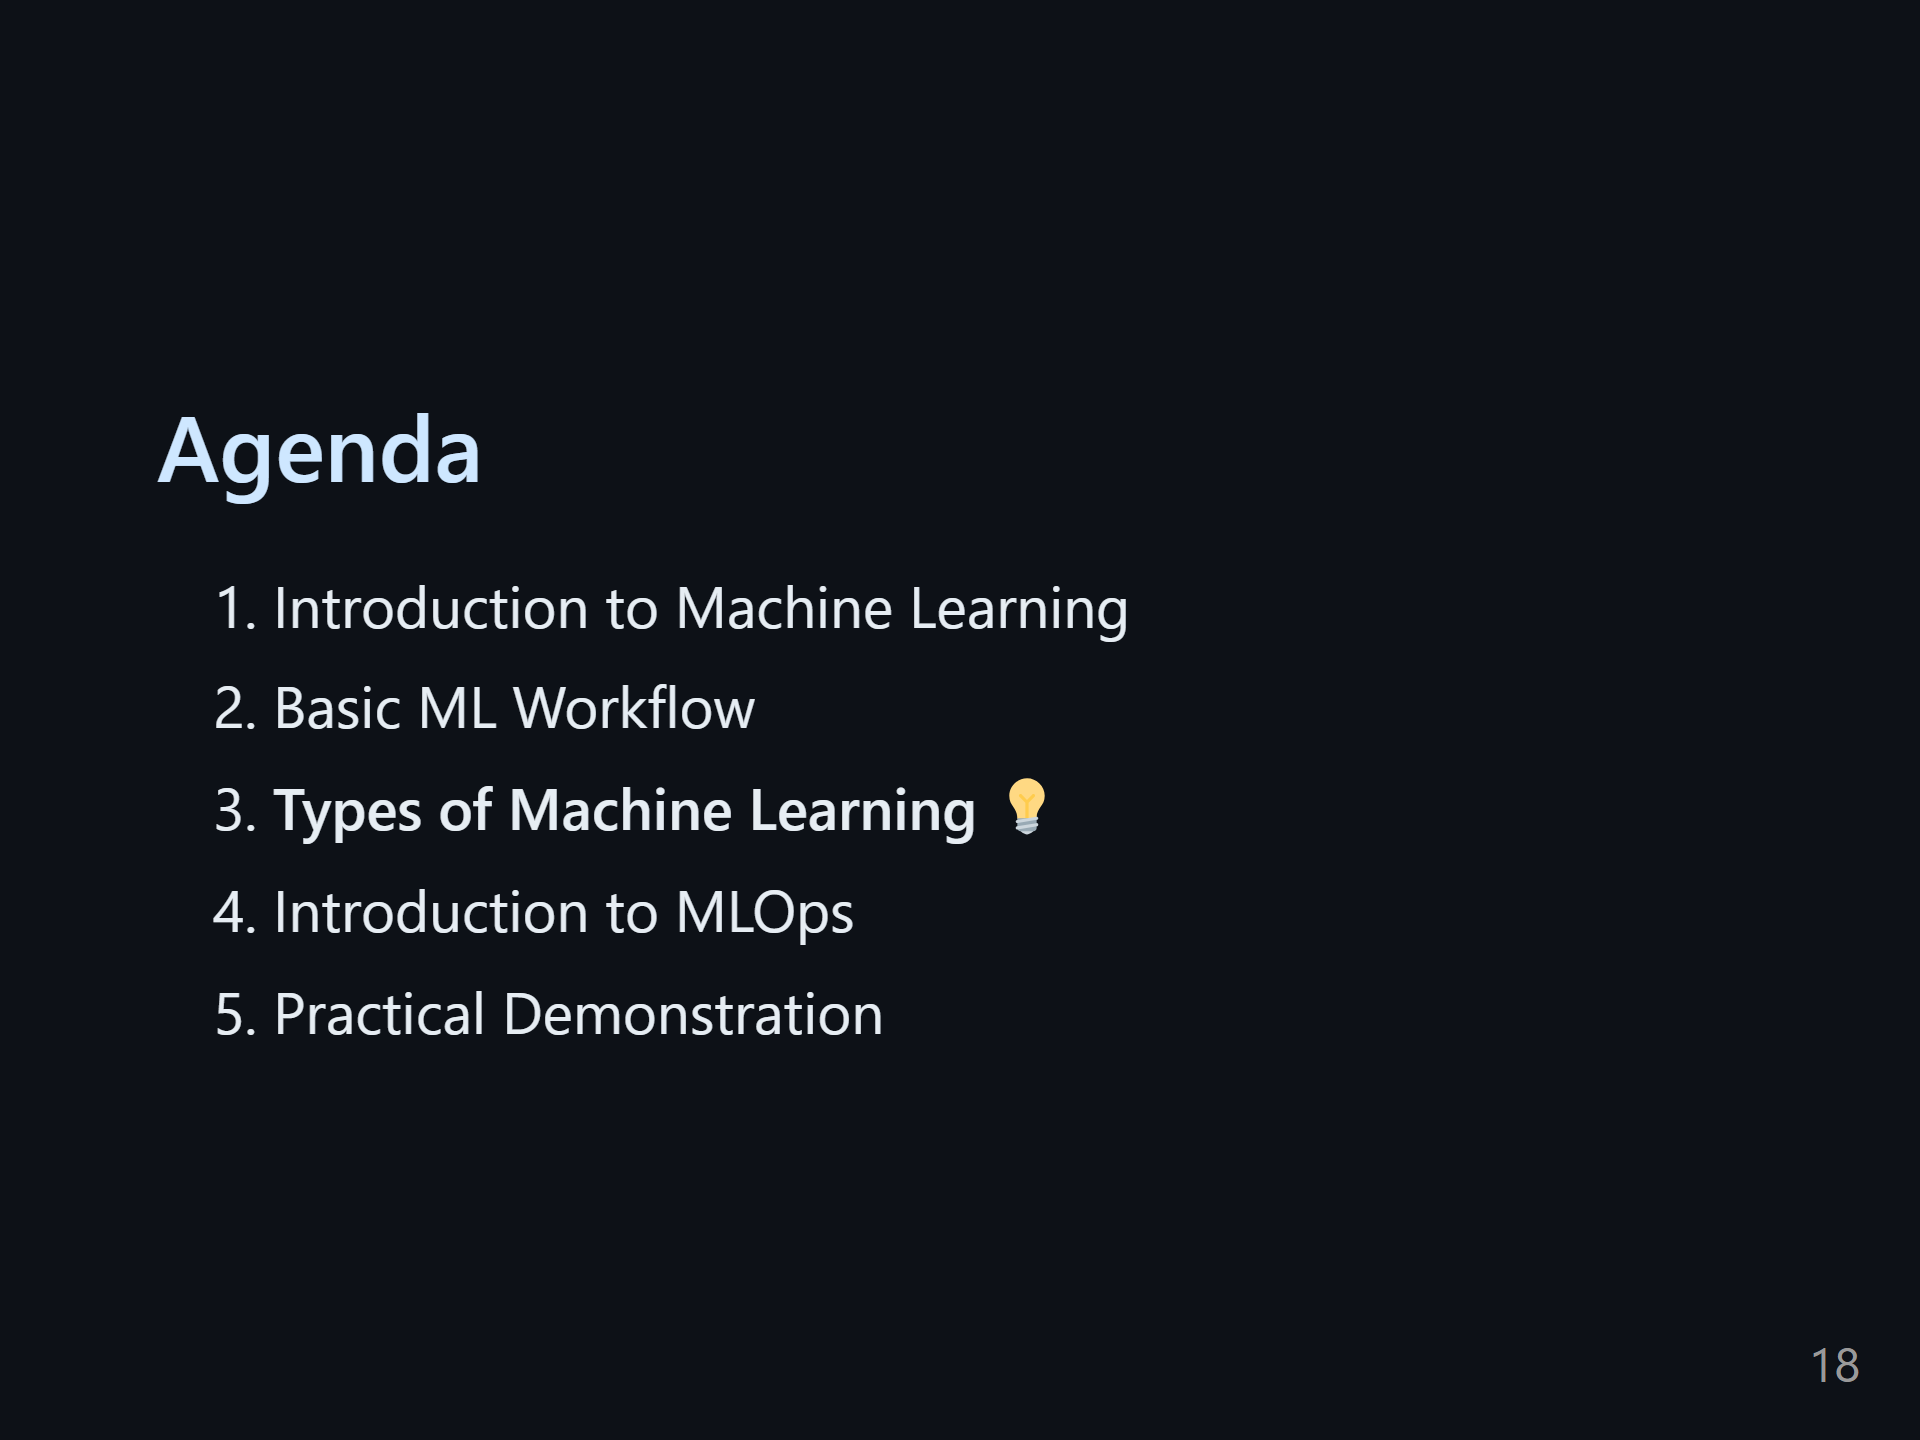 Agenda
1. Introduction to Machine Learning
2. Basic ML Workflow
3. Types of Machine Learning 💡
4. Introduction to MLOps
5. Practical Demonstration
18